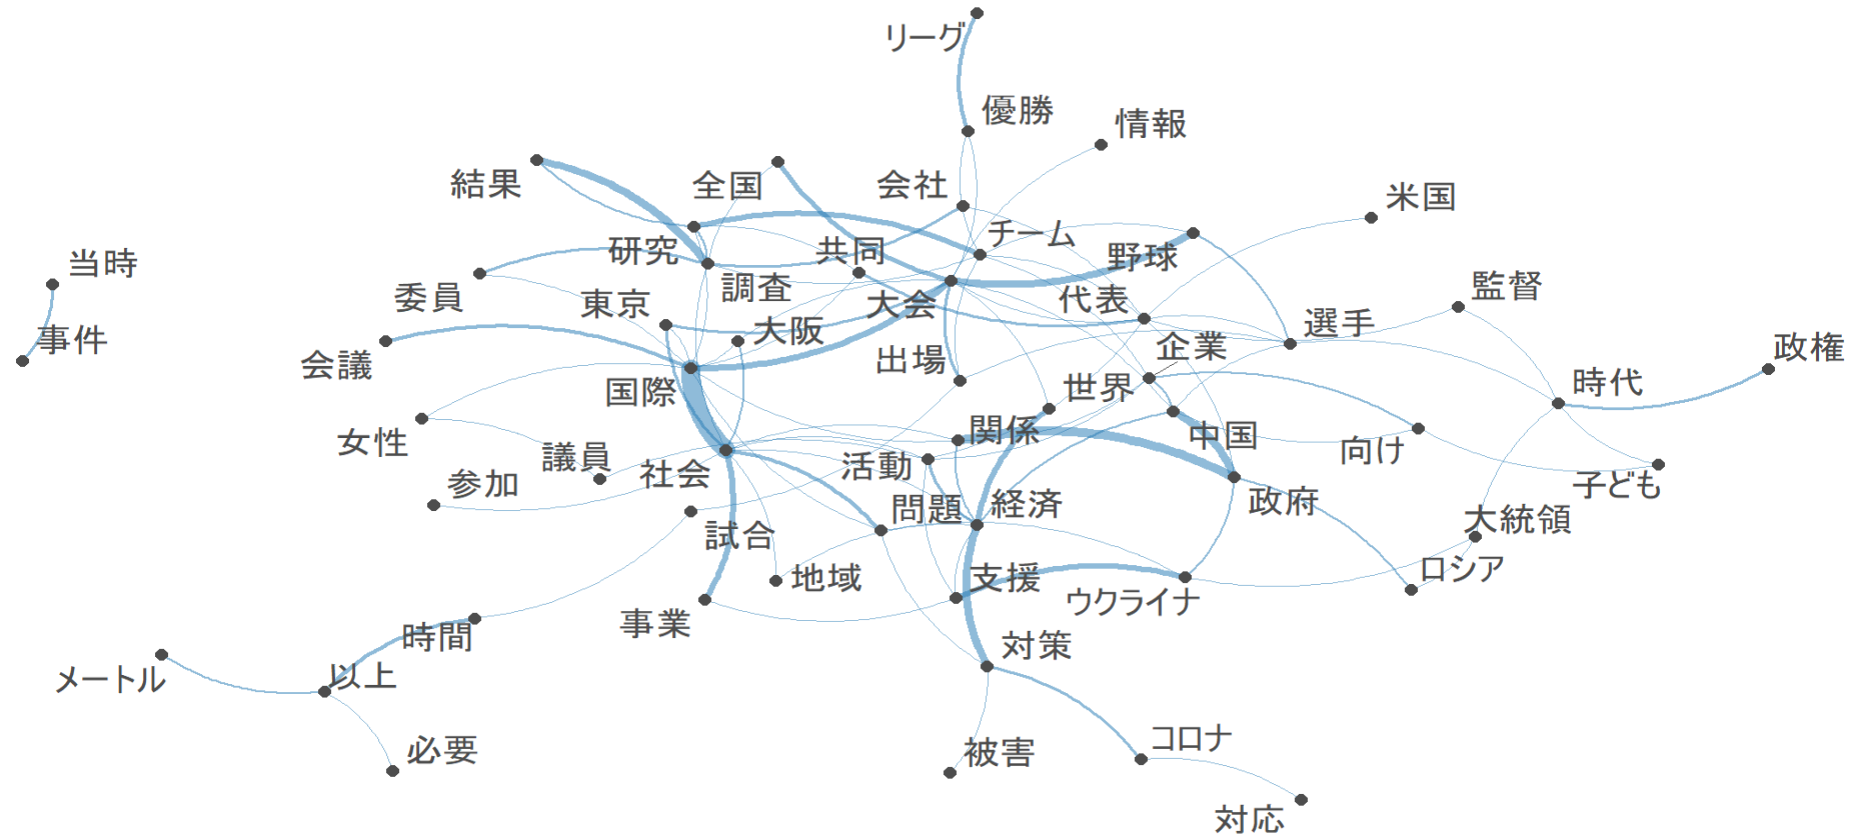 リーグ
優勝
情報
結果
全国
会社
米国
当時
研究
共同
チーム
野球
委員
調査
東京
大会
代表
監督
事件
大阪
選手
会議
出場
企業
政権
国際
世界
時代
女性
議員
関係
中国
向け
参加
社会
活動
子ども
問題
経済
政府
試合
大統領
地域
支援
ウクライナ
ロシア
事業
時間
対策
メートル
以上
必要
被害
コロナ
対応